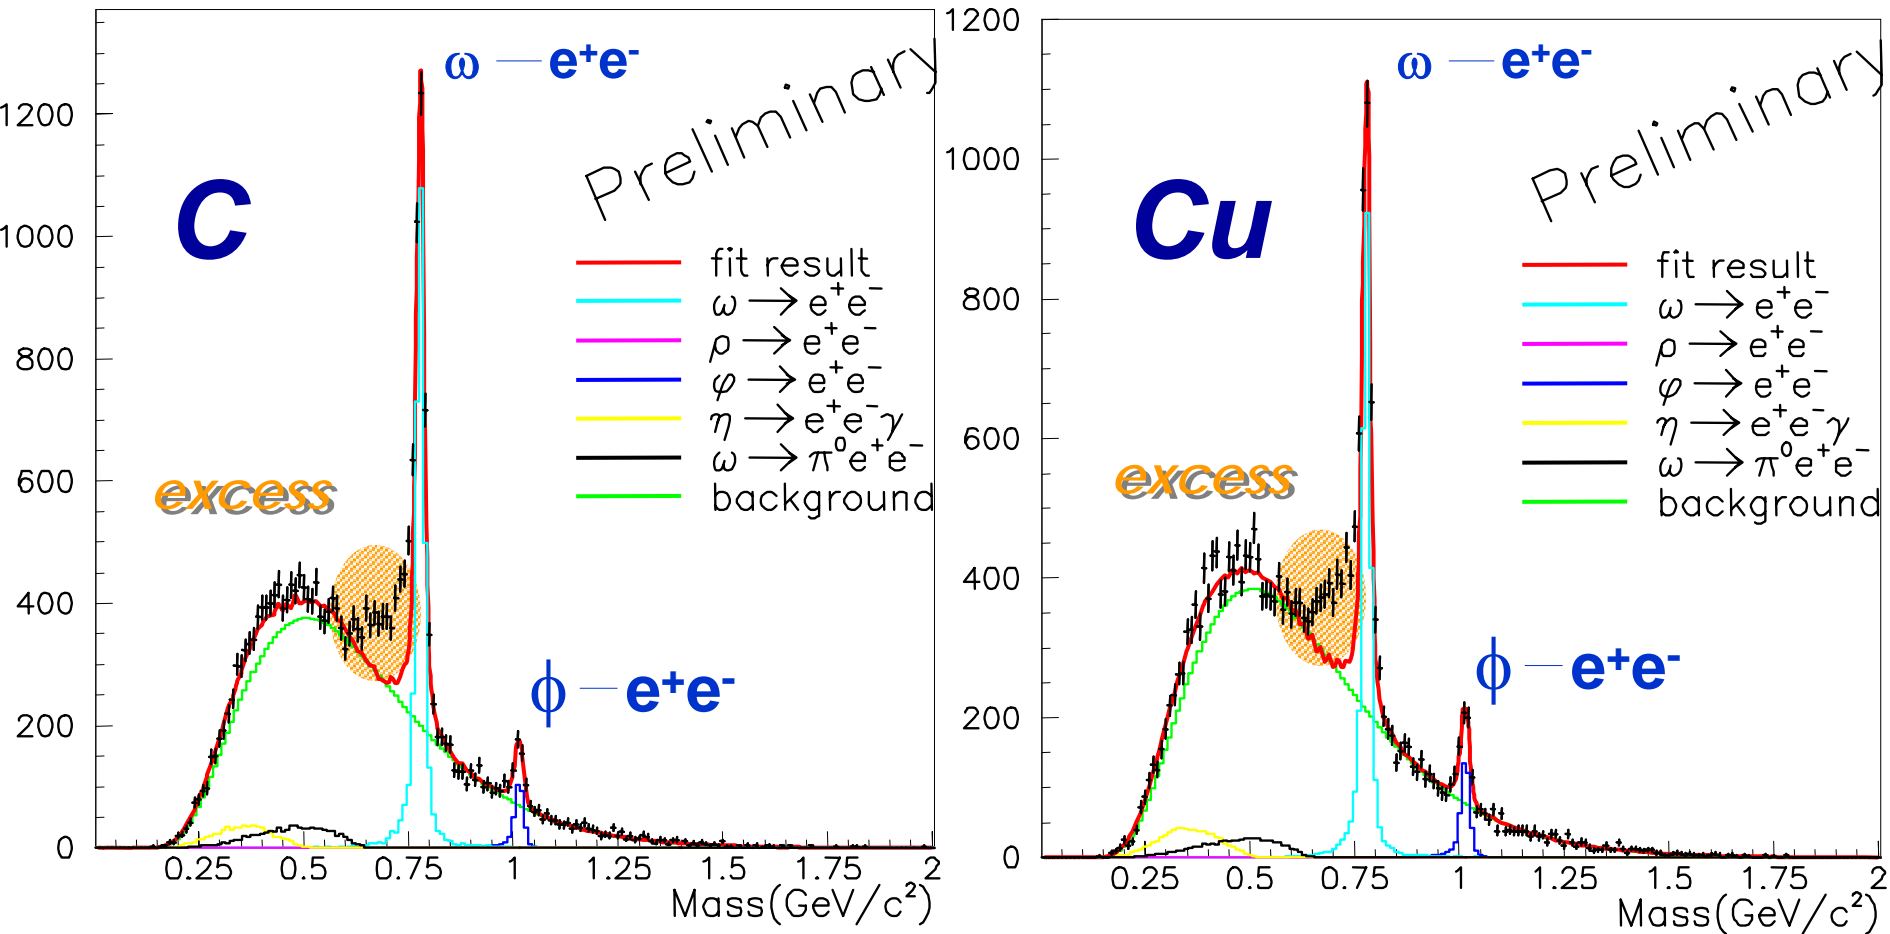 ω — e⁺e⁻
Preliminary
C
1200
1000
800
600
400
200
0
fit result
ω → e⁺e⁻
ρ → e⁺e⁻
φ → e⁺e⁻
η → e⁺e⁻γ
ω → π⁰e⁺e⁻
background
excess
ϕ — e⁺e⁻
0.25 0.5 0.75 1 1.25 1.5 1.75 2
Mass(GeV/c²)
ω — e⁺e⁻
Preliminary
Cu
1200
1000
800
600
400
200
0
fit result
ω → e⁺e⁻
ρ → e⁺e⁻
φ → e⁺e⁻
η → e⁺e⁻γ
ω → π⁰e⁺e⁻
background
excess
ϕ — e⁺e⁻
0.25 0.5 0.75 1 1.25 1.5 1.75 2
Mass(GeV/c²)